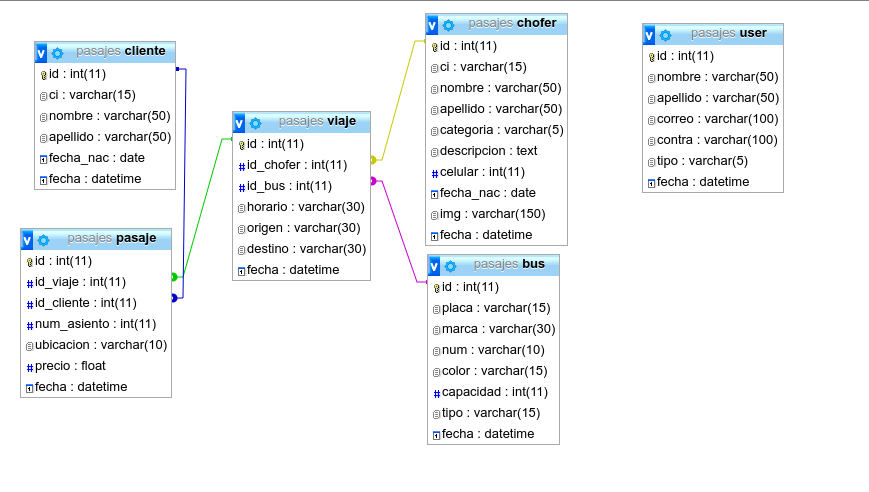 pasajes cliente
id : int(11)
ci : varchar(15)
nombre : varchar(50)
apellido : varchar(50)
fecha_nac : date
fecha : datetime
pasajes pasaje
id : int(11)
id_viaje : int(11)
id_cliente : int(11)
num_asiento : int(11)
ubicacion : varchar(10)
precio : float
fecha : datetime
pasajes viaje
id : int(11)
id_chofer : int(11)
id_bus : int(11)
horario : varchar(30)
origen : varchar(30)
destino : varchar(30)
fecha : datetime
pasajes chofer
id : int(11)
ci : varchar(15)
nombre : varchar(50)
apellido : varchar(50)
categoria : varchar(5)
descripcion : text
celular : int(11)
fecha_nac : date
img : varchar(150)
fecha : datetime
pasajes bus
id : int(11)
placa : varchar(15)
marca : varchar(30)
num : varchar(10)
color : varchar(15)
capacidad : int(11)
tipo : varchar(15)
fecha : datetime
pasajes user
id : int(11)
nombre : varchar(50)
apellido : varchar(50)
correo : varchar(100)
contra : varchar(100)
tipo : varchar(5)
fecha : datetime